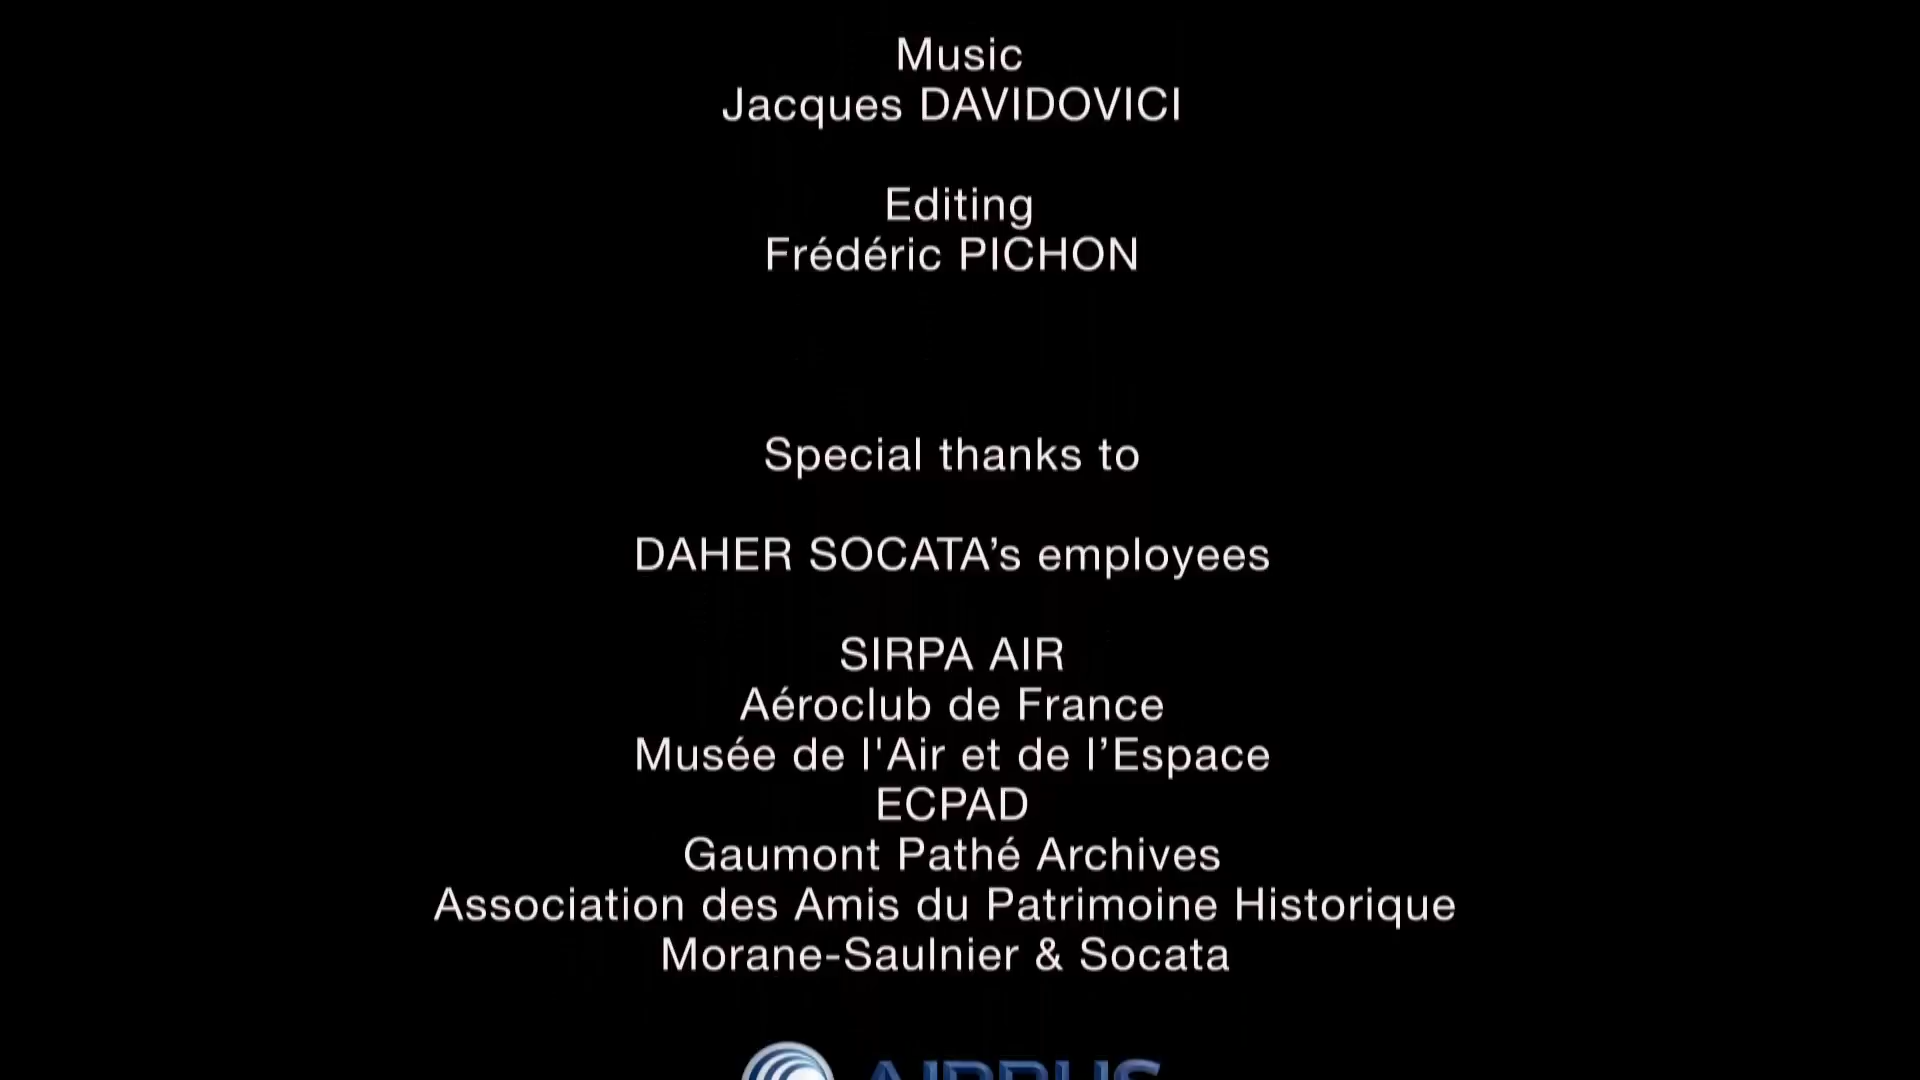 Music
Jacques DAVIDOVICI
Editing
Frédéric PICHON
Special thanks to
DAHER SOCATA’s employees
SIRPA AIR
Aéroclub de France
Musée de l'Air et de l’Espace
ECPAD
Gaumont Pathé Archives
Association des Amis du Patrimoine Historique
Morane-Saulnier & Socata
AIRBUS